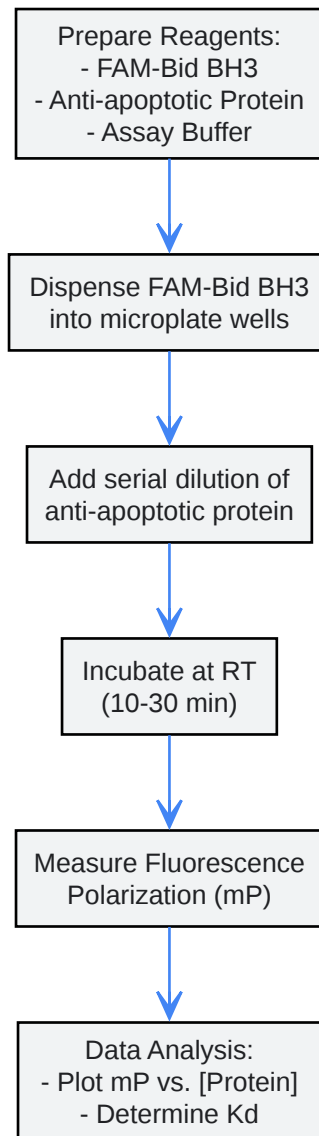 Prepare Reagents:
- FAM-Bid BH3
- Anti-apoptotic Protein
- Assay Buffer
Dispense FAM-Bid BH3
into microplate wells
Add serial dilution of
anti-apoptotic protein
Incubate at RT
(10-30 min)
Measure Fluorescence
Polarization (mP)
Data Analysis:
- Plot mP vs. [Protein]
- Determine Kd